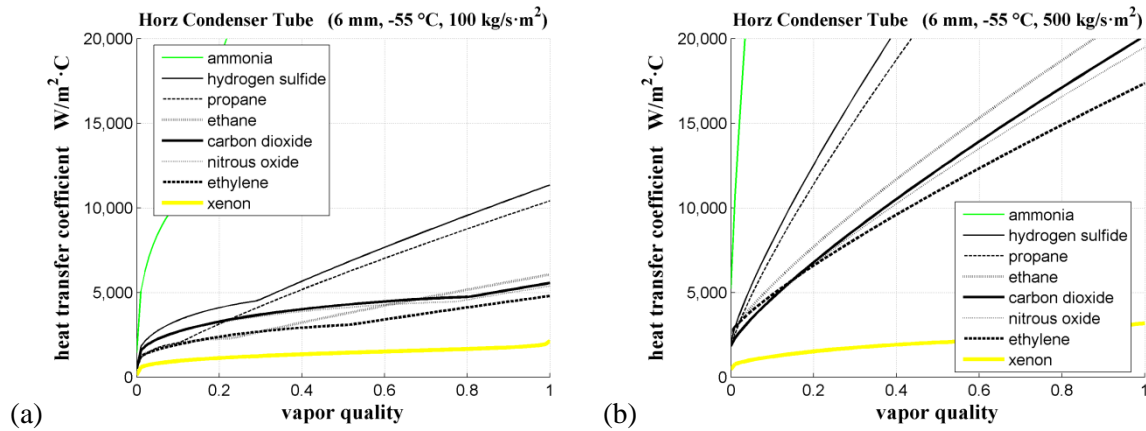 Horz Condenser Tube (6 mm, -55 °C, 100 kg/s·m²)
heat transfer coefficient W/m²·C
20,000
15,000
10,000
5,000
0
ammonia
hydrogen sulfide
propane
ethane
carbon dioxide
nitrous oxide
ethylene
xenon
0 0.2 0.4 0.6 0.8 1
vapor quality
(a)
Horz Condenser Tube (6 mm, -55 °C, 500 kg/s·m²)
heat transfer coefficient W/m²·C
20,000
15,000
10,000
5,000
0
ammonia
hydrogen sulfide
propane
ethane
carbon dioxide
nitrous oxide
ethylene
xenon
0 0.2 0.4 0.6 0.8 1
vapor quality
(b)